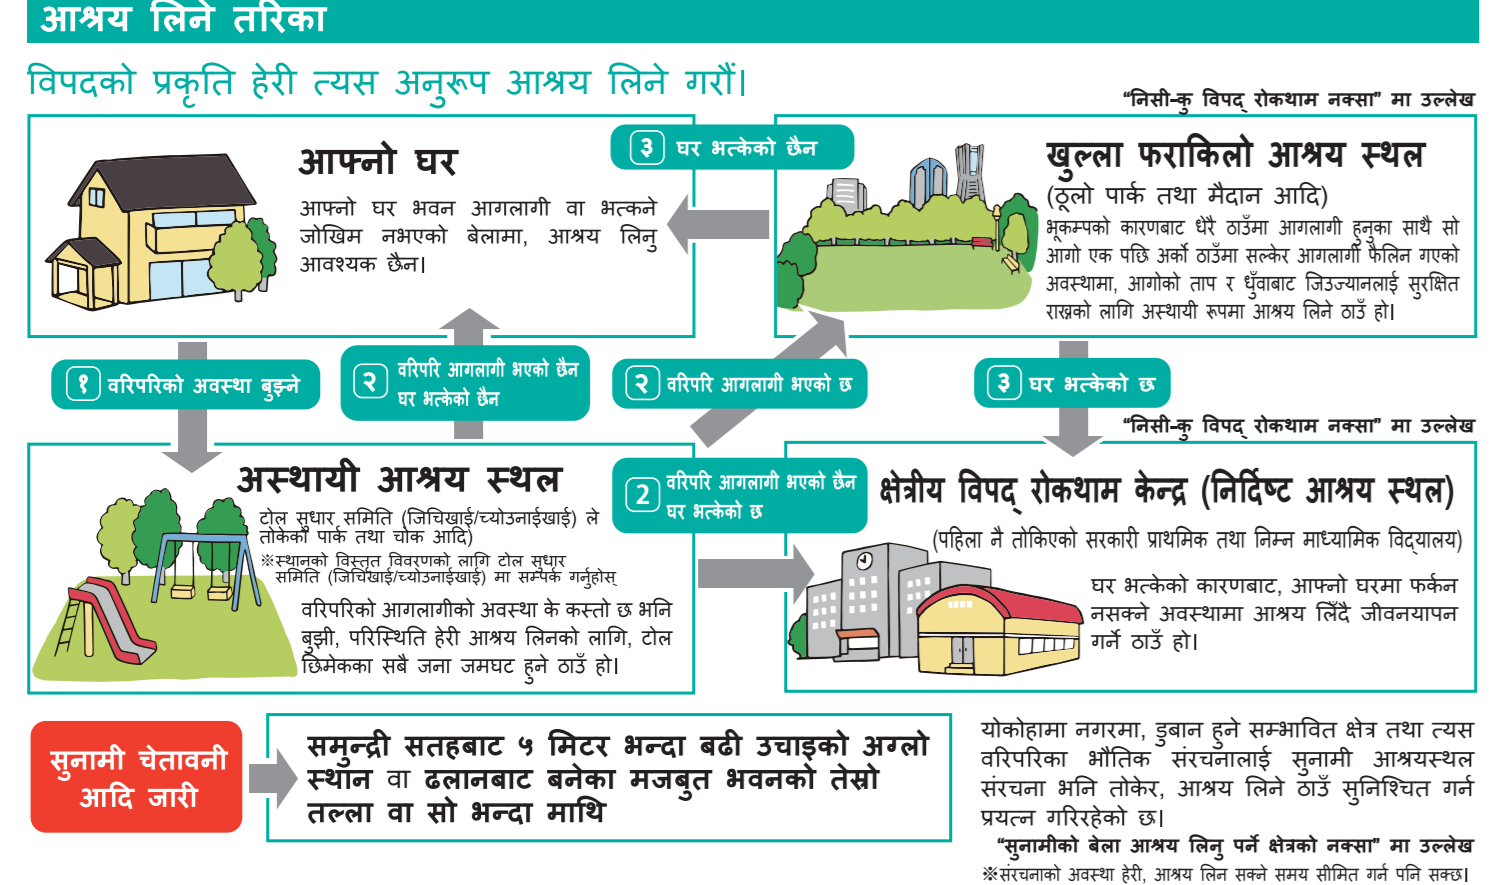 आश्रय लिने तरिका
विपदको प्रकृति हेरी त्यस अनुरूप आश्रय लिने गरौं।
“निसी-कु विपद् रोकथाम नक्सा” मा उल्लेख
आफ्नो घर
आफ्नो घर भवन आगलागी वा भत्कने
जोखिम नभएको बेलामा, आश्रय लिनु
आवश्यक छैन।
३ घर भत्केको छैन
खुल्ला फराकिलो आश्रय स्थल
(ठूलो पार्क तथा मैदान आदि)
भूकम्पको कारणबाट धेरै ठाउँमा आगलागी हुनुका साथै सो
आगो एक पछि अर्को ठाउँमा सल्केर आगलागी फैलिन गएको
अवस्थामा, आगोको ताप र धुँवाबाट जिउज्यानलाई सुरक्षित
राख्नको लागि अस्थायी रूपमा आश्रय लिने ठाउँ हो।
१ वरिपरिको अवस्था बुझ्ने
२ वरिपरि आगलागी भएको छैन
घर भत्केको छैन
२ वरिपरि आगलागी भएको छ
३ घर भत्केको छ
“निसी-कु विपद् रोकथाम नक्सा” मा उल्लेख
अस्थायी आश्रय स्थल
टोल सुधार समिति (जिचिखाई/च्योउनाईखाई) ले
तोकेको पार्क तथा चोक आदि)
※स्थानको विस्तृत विवरणको लागि टोल सुधार
समिति (जिचिखाई/च्योउनाईखाई) मा सम्पर्क गर्नुहोस्
वरिपरिको आगलागीको अवस्था के कस्तो छ भनि
बुझी, परिस्थिति हेरी आश्रय लिनको लागि, टोल
छिमेकका सबै जना जमघट हुने ठाउँ हो।
2 वरिपरि आगलागी भएको छैन
घर भत्केको छ
क्षेत्रीय विपद् रोकथाम केन्द्र (निर्दिष्ट आश्रय स्थल)
(पहिला नै तोकिएको सरकारी प्राथमिक तथा निम्न माध्यामिक विद्यालय)
घर भत्केको कारणबाट, आफ्नो घरमा फर्कन
नसक्ने अवस्थामा आश्रय लिँदै जीवनयापन
गर्ने ठाउँ हो।
सुनामी चेतावनी
आदि जारी
समुन्द्री सतहबाट ५ मिटर भन्दा बढी उचाइको अग्लो
स्थान वा ढलानबाट बनेका मजबुत भवनको तेस्रो
तल्ला वा सो भन्दा माथि
योकोहामा नगरमा, डुबान हुने सम्भावित क्षेत्र तथा त्यस
वरिपरिका भौतिक संरचनालाई सुनामी आश्रयस्थल
संरचना भनि तोकेर, आश्रय लिने ठाउँ सुनिश्चित गर्न
प्रयत्न गरिरहेको छ।
“सुनामीको बेला आश्रय लिनु पर्ने क्षेत्रको नक्सा” मा उल्लेख
※संरचनाको अवस्था हेरी, आश्रय लिन सक्ने समय सीमित गर्न पनि सक्छ।